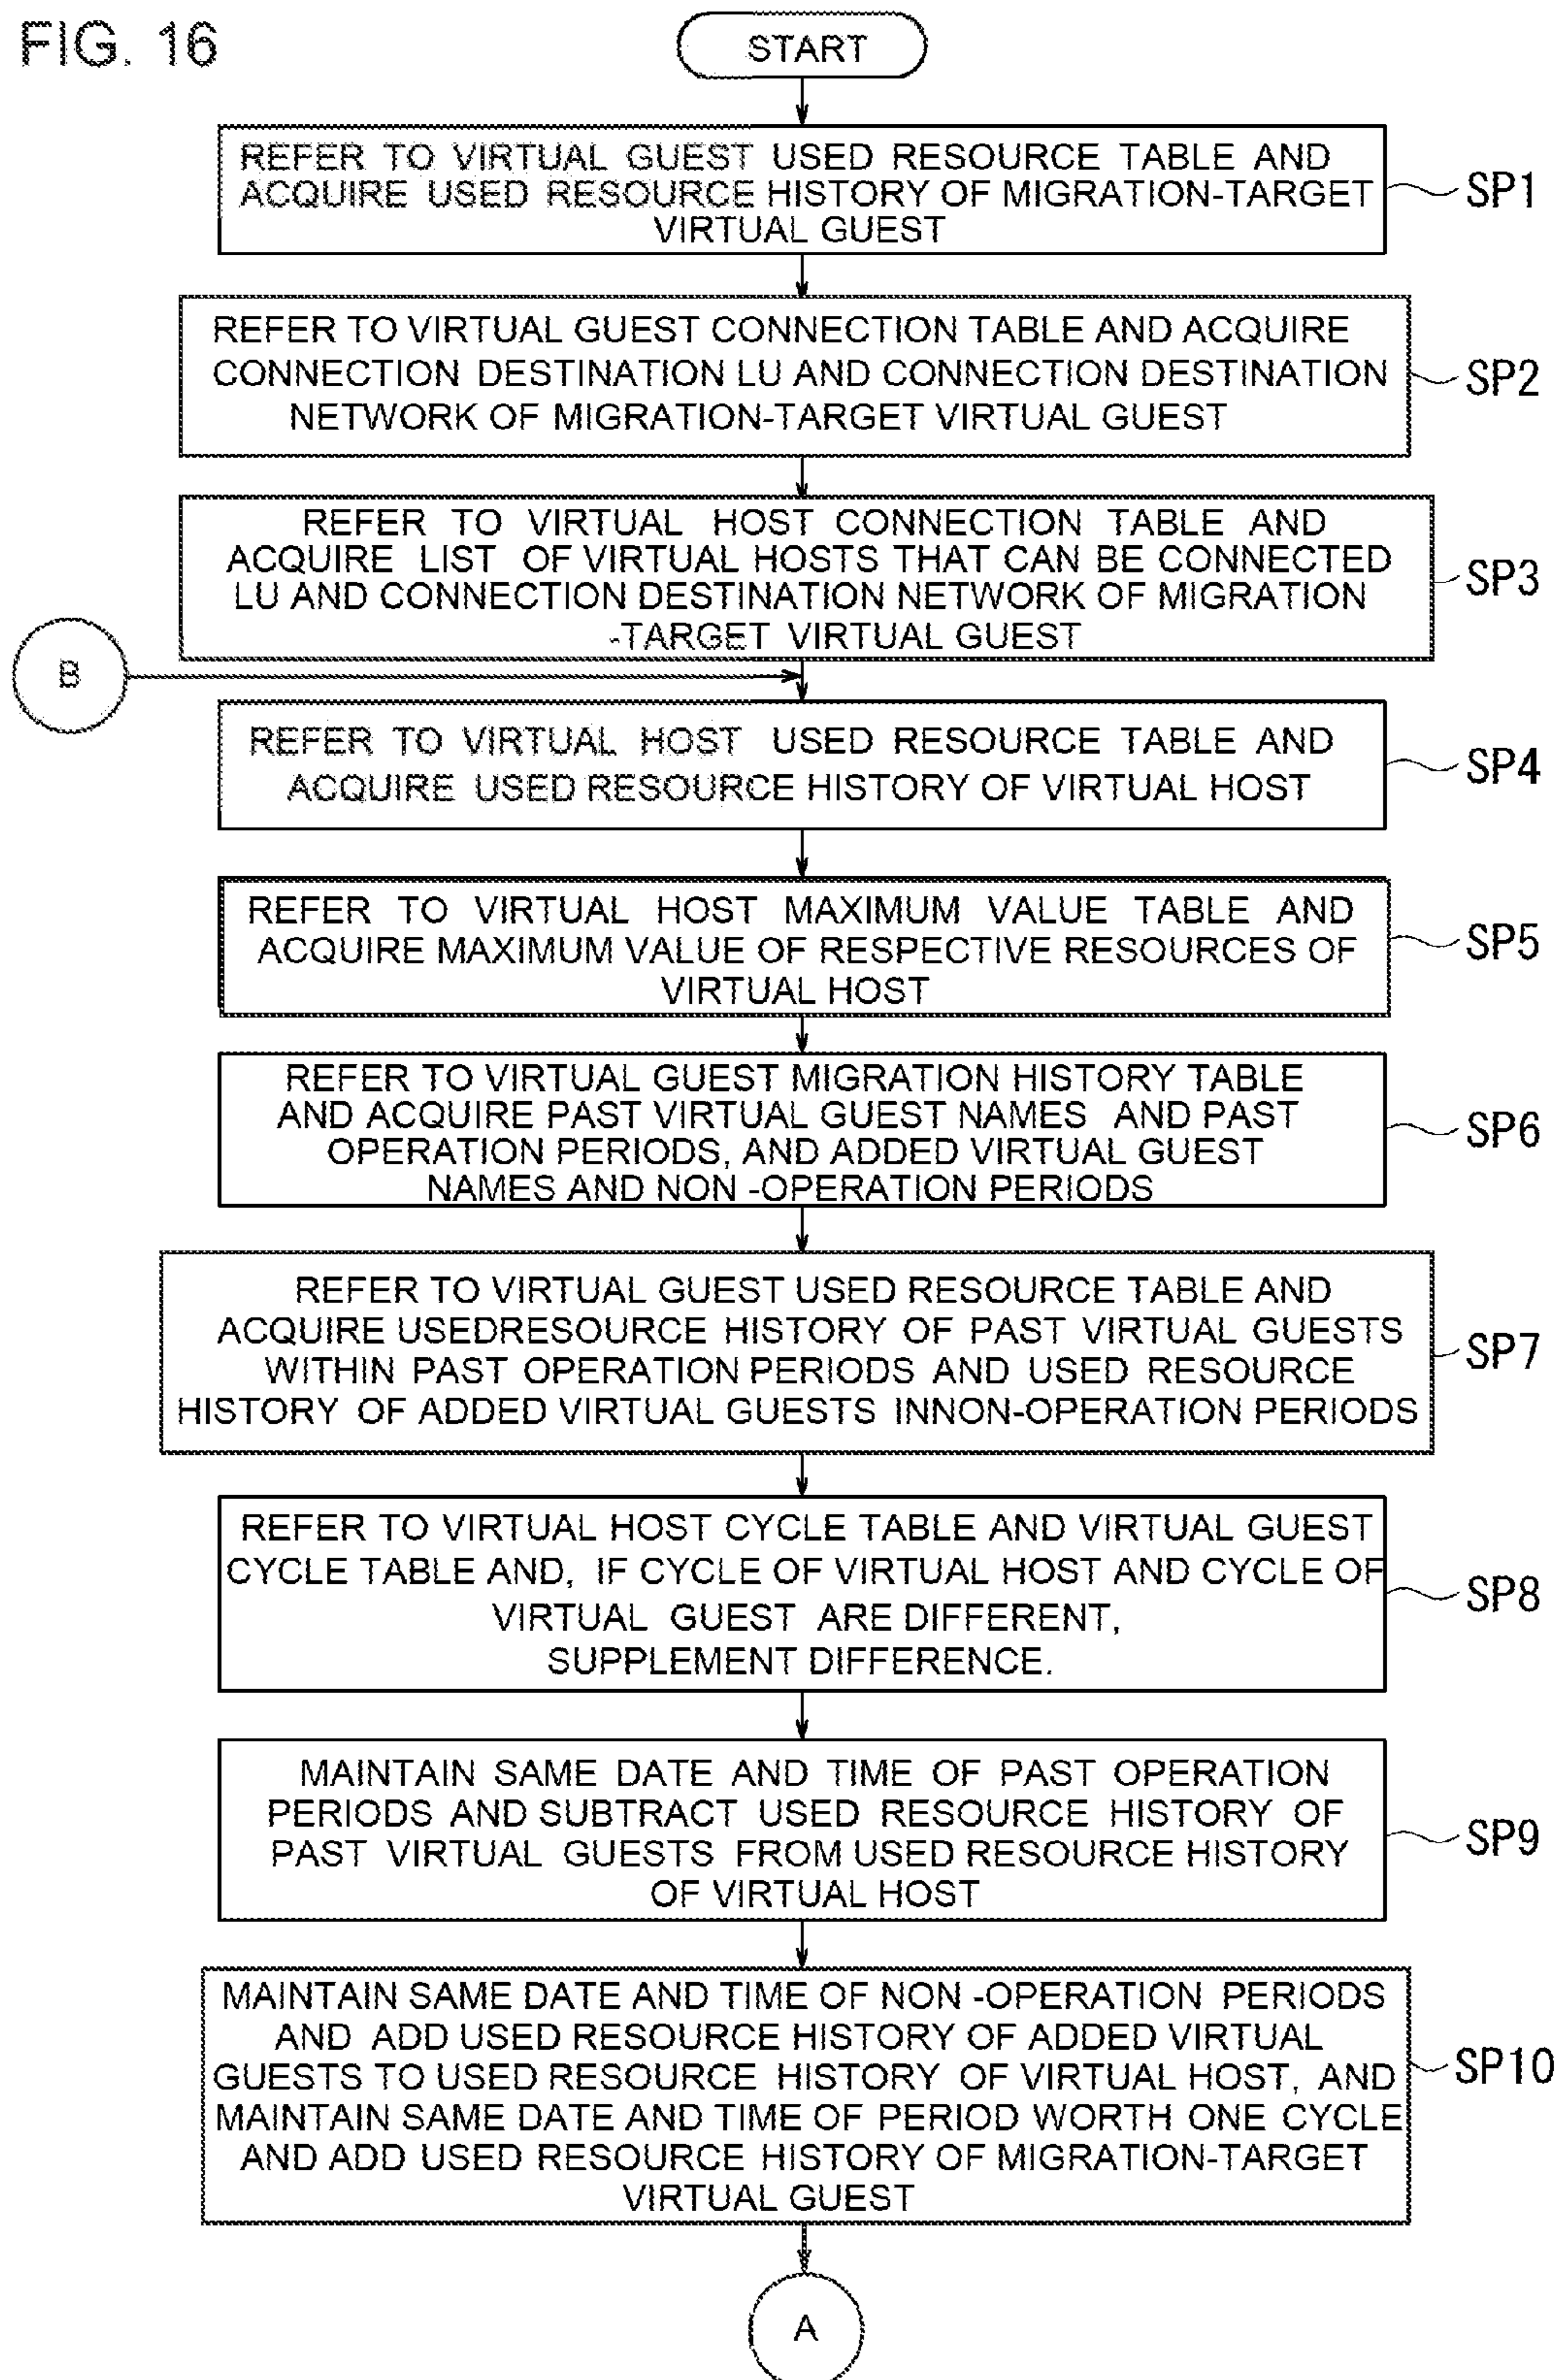 FIG. 16
START
REFER TO VIRTUAL GUEST USED RESOURCE TABLE AND
ACQUIRE USED RESOURCE HISTORY OF MIGRATION-TARGET
VIRTUAL GUEST
SP1
REFER TO VIRTUAL GUEST CONNECTION TABLE AND ACQUIRE
CONNECTION DESTINATION LU AND CONNECTION DESTINATION
NETWORK OF MIGRATION-TARGET VIRTUAL GUEST
SP2
REFER TO VIRTUAL HOST CONNECTION TABLE AND
ACQUIRE LIST OF VIRTUAL HOSTS THAT CAN BE CONNECTED
LU AND CONNECTION DESTINATION NETWORK OF MIGRATION
-TARGET VIRTUAL GUEST
SP3
B
REFER TO VIRTUAL HOST USED RESOURCE TABLE AND
ACQUIRE USED RESOURCE HISTORY OF VIRTUAL HOST
SP4
REFER TO VIRTUAL HOST MAXIMUM VALUE TABLE AND
ACQUIRE MAXIMUM VALUE OF RESPECTIVE RESOURCES OF
VIRTUAL HOST
SP5
REFER TO VIRTUAL GUEST MIGRATION HISTORY TABLE
AND ACQUIRE PAST VIRTUAL GUEST NAMES AND PAST
OPERATION PERIODS, AND ADDED VIRTUAL GUEST
NAMES AND NON -OPERATION PERIODS
SP6
REFER TO VIRTUAL GUEST USED RESOURCE TABLE AND
ACQUIRE USEDRESOURCE HISTORY OF PAST VIRTUAL GUESTS
WITHIN PAST OPERATION PERIODS AND USED RESOURCE
HISTORY OF ADDED VIRTUAL GUESTS INNON-OPERATION PERIODS
SP7
REFER TO VIRTUAL HOST CYCLE TABLE AND VIRTUAL GUEST
CYCLE TABLE AND, IF CYCLE OF VIRTUAL HOST AND CYCLE OF
VIRTUAL GUEST ARE DIFFERENT,
SUPPLEMENT DIFFERENCE.
SP8
MAINTAIN SAME DATE AND TIME OF PAST OPERATION
PERIODS AND SUBTRACT USED RESOURCE HISTORY OF
PAST VIRTUAL GUESTS FROM USED RESOURCE HISTORY
OF VIRTUAL HOST
SP9
MAINTAIN SAME DATE AND TIME OF NON -OPERATION PERIODS
AND ADD USED RESOURCE HISTORY OF ADDED VIRTUAL
GUESTS TO USED RESOURCE HISTORY OF VIRTUAL HOST, AND
MAINTAIN SAME DATE AND TIME OF PERIOD WORTH ONE CYCLE
AND ADD USED RESOURCE HISTORY OF MIGRATION-TARGET
VIRTUAL GUEST
SP10
A